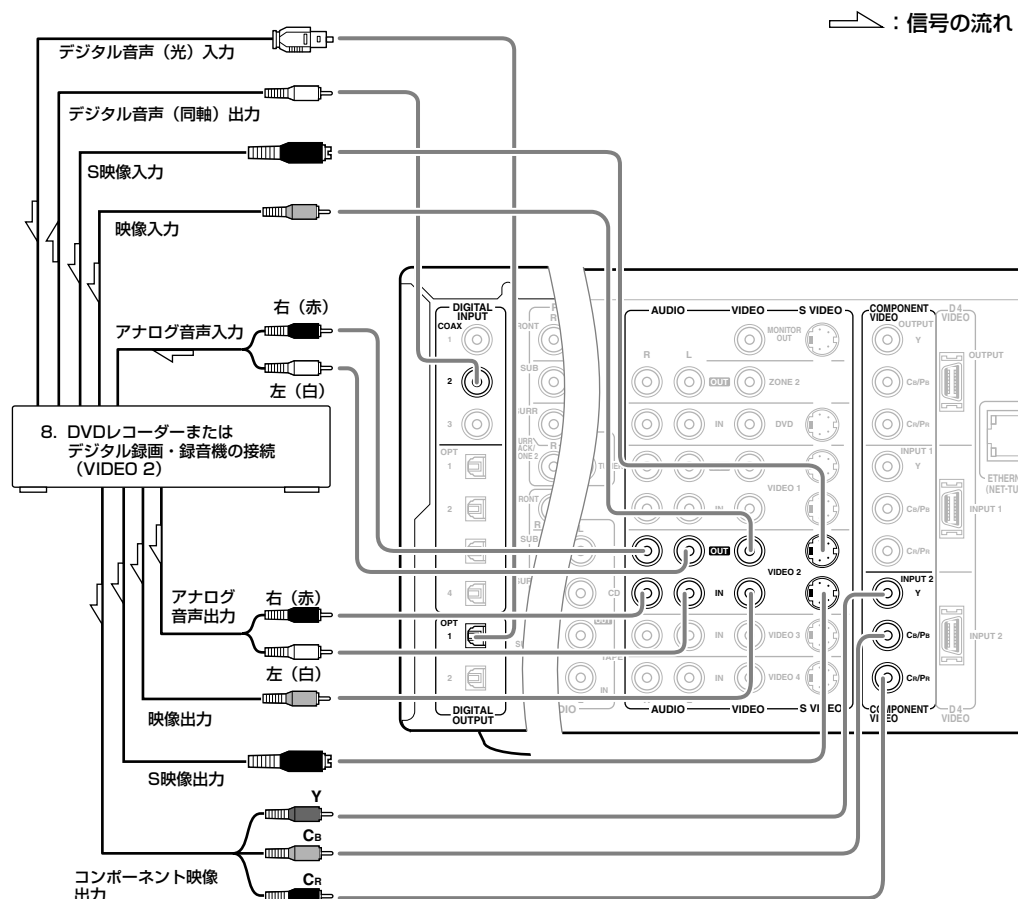 ：信号の流れ
デジタル音声（光）入力
デジタル音声（同軸）出力
S映像入力
映像入力
右（赤）
アナログ音声入力
左（白）
8. DVDレコーダーまたは
デジタル録画・録音機の接続
（VIDEO 2）
アナログ
音声出力
右（赤）
左（白）
映像出力
S映像出力
Y
CB
CR
コンポーネント映像
出力
DIGITAL
INPUT
COAX
1
2
3
OPT
1
2
4
OPT
1
2
DIGITAL
OUTPUT
SUB
CD
IN
AUDIO
VIDEO
S VIDEO
R
L
MONITOR
OUT
OUT
ZONE 2
IN
DVD
VIDEO 1
IN
OUT
VIDEO 2
IN
IN
VIDEO 3
IN
VIDEO 4
AUDIO
VIDEO
S VIDEO
COMPONENT
VIDEO
OUTPUT
Y
CB/PB
CR/PR
INPUT 1
Y
CB/PB
CR/PR
INPUT 2
Y
CB/PB
CR/PR
COMPONENT
VIDEO
D4
VIDEO
OUTPUT
INPUT 1
INPUT 2
D4
VIDEO